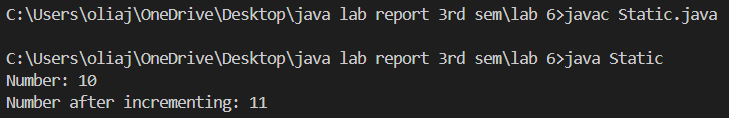 C:\Users\oliaj\OneDrive\Desktop\java lab report 3rd sem\lab 6>javac Static.java
C:\Users\oliaj\OneDrive\Desktop\java lab report 3rd sem\lab 6>java Static
Number: 10
Number after incrementing: 11